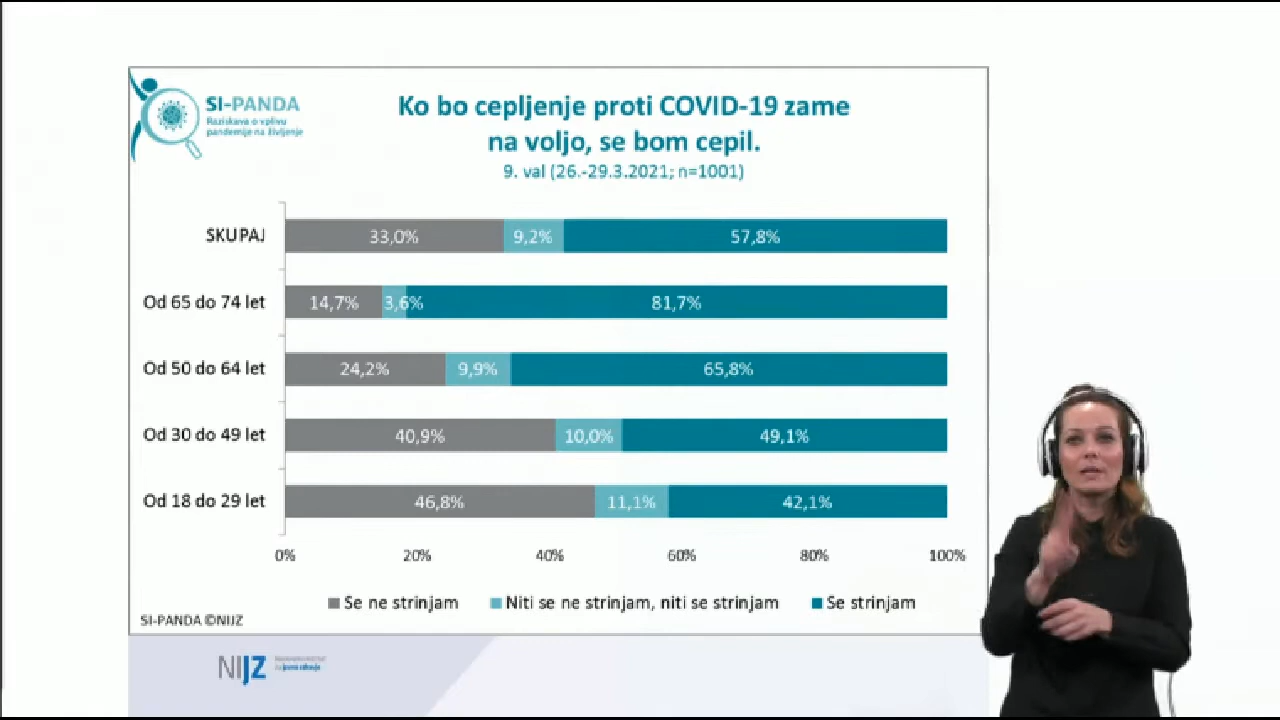 SI-PANDA
Raziskava o vplivu
pandemije na življenje
Ko bo cepljenje proti COVID-19 zame
na voljo, se bom cepil.
9. val (26.-29.3.2021; n=1001)
SKUPAJ 33,0% 9,2% 57,8%
Od 65 do 74 let 14,7% 3,6% 81,7%
Od 50 do 64 let 24,2% 9,9% 65,8%
Od 30 do 49 let 40,9% 10,0% 49,1%
Od 18 do 29 let 46,8% 11,1% 42,1%
0% 20% 40% 60% 80% 100%
Se ne strinjam Niti se ne strinjam, niti se strinjam Se strinjam
SI-PANDA ©NIJZ
NIJZ